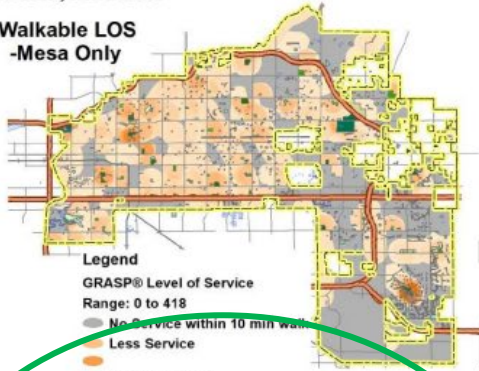 Walkable LOS
-Mesa Only
Legend
GRASP® Level of Service
Range: 0 to 418
No Service within 10 min walk
Less Service